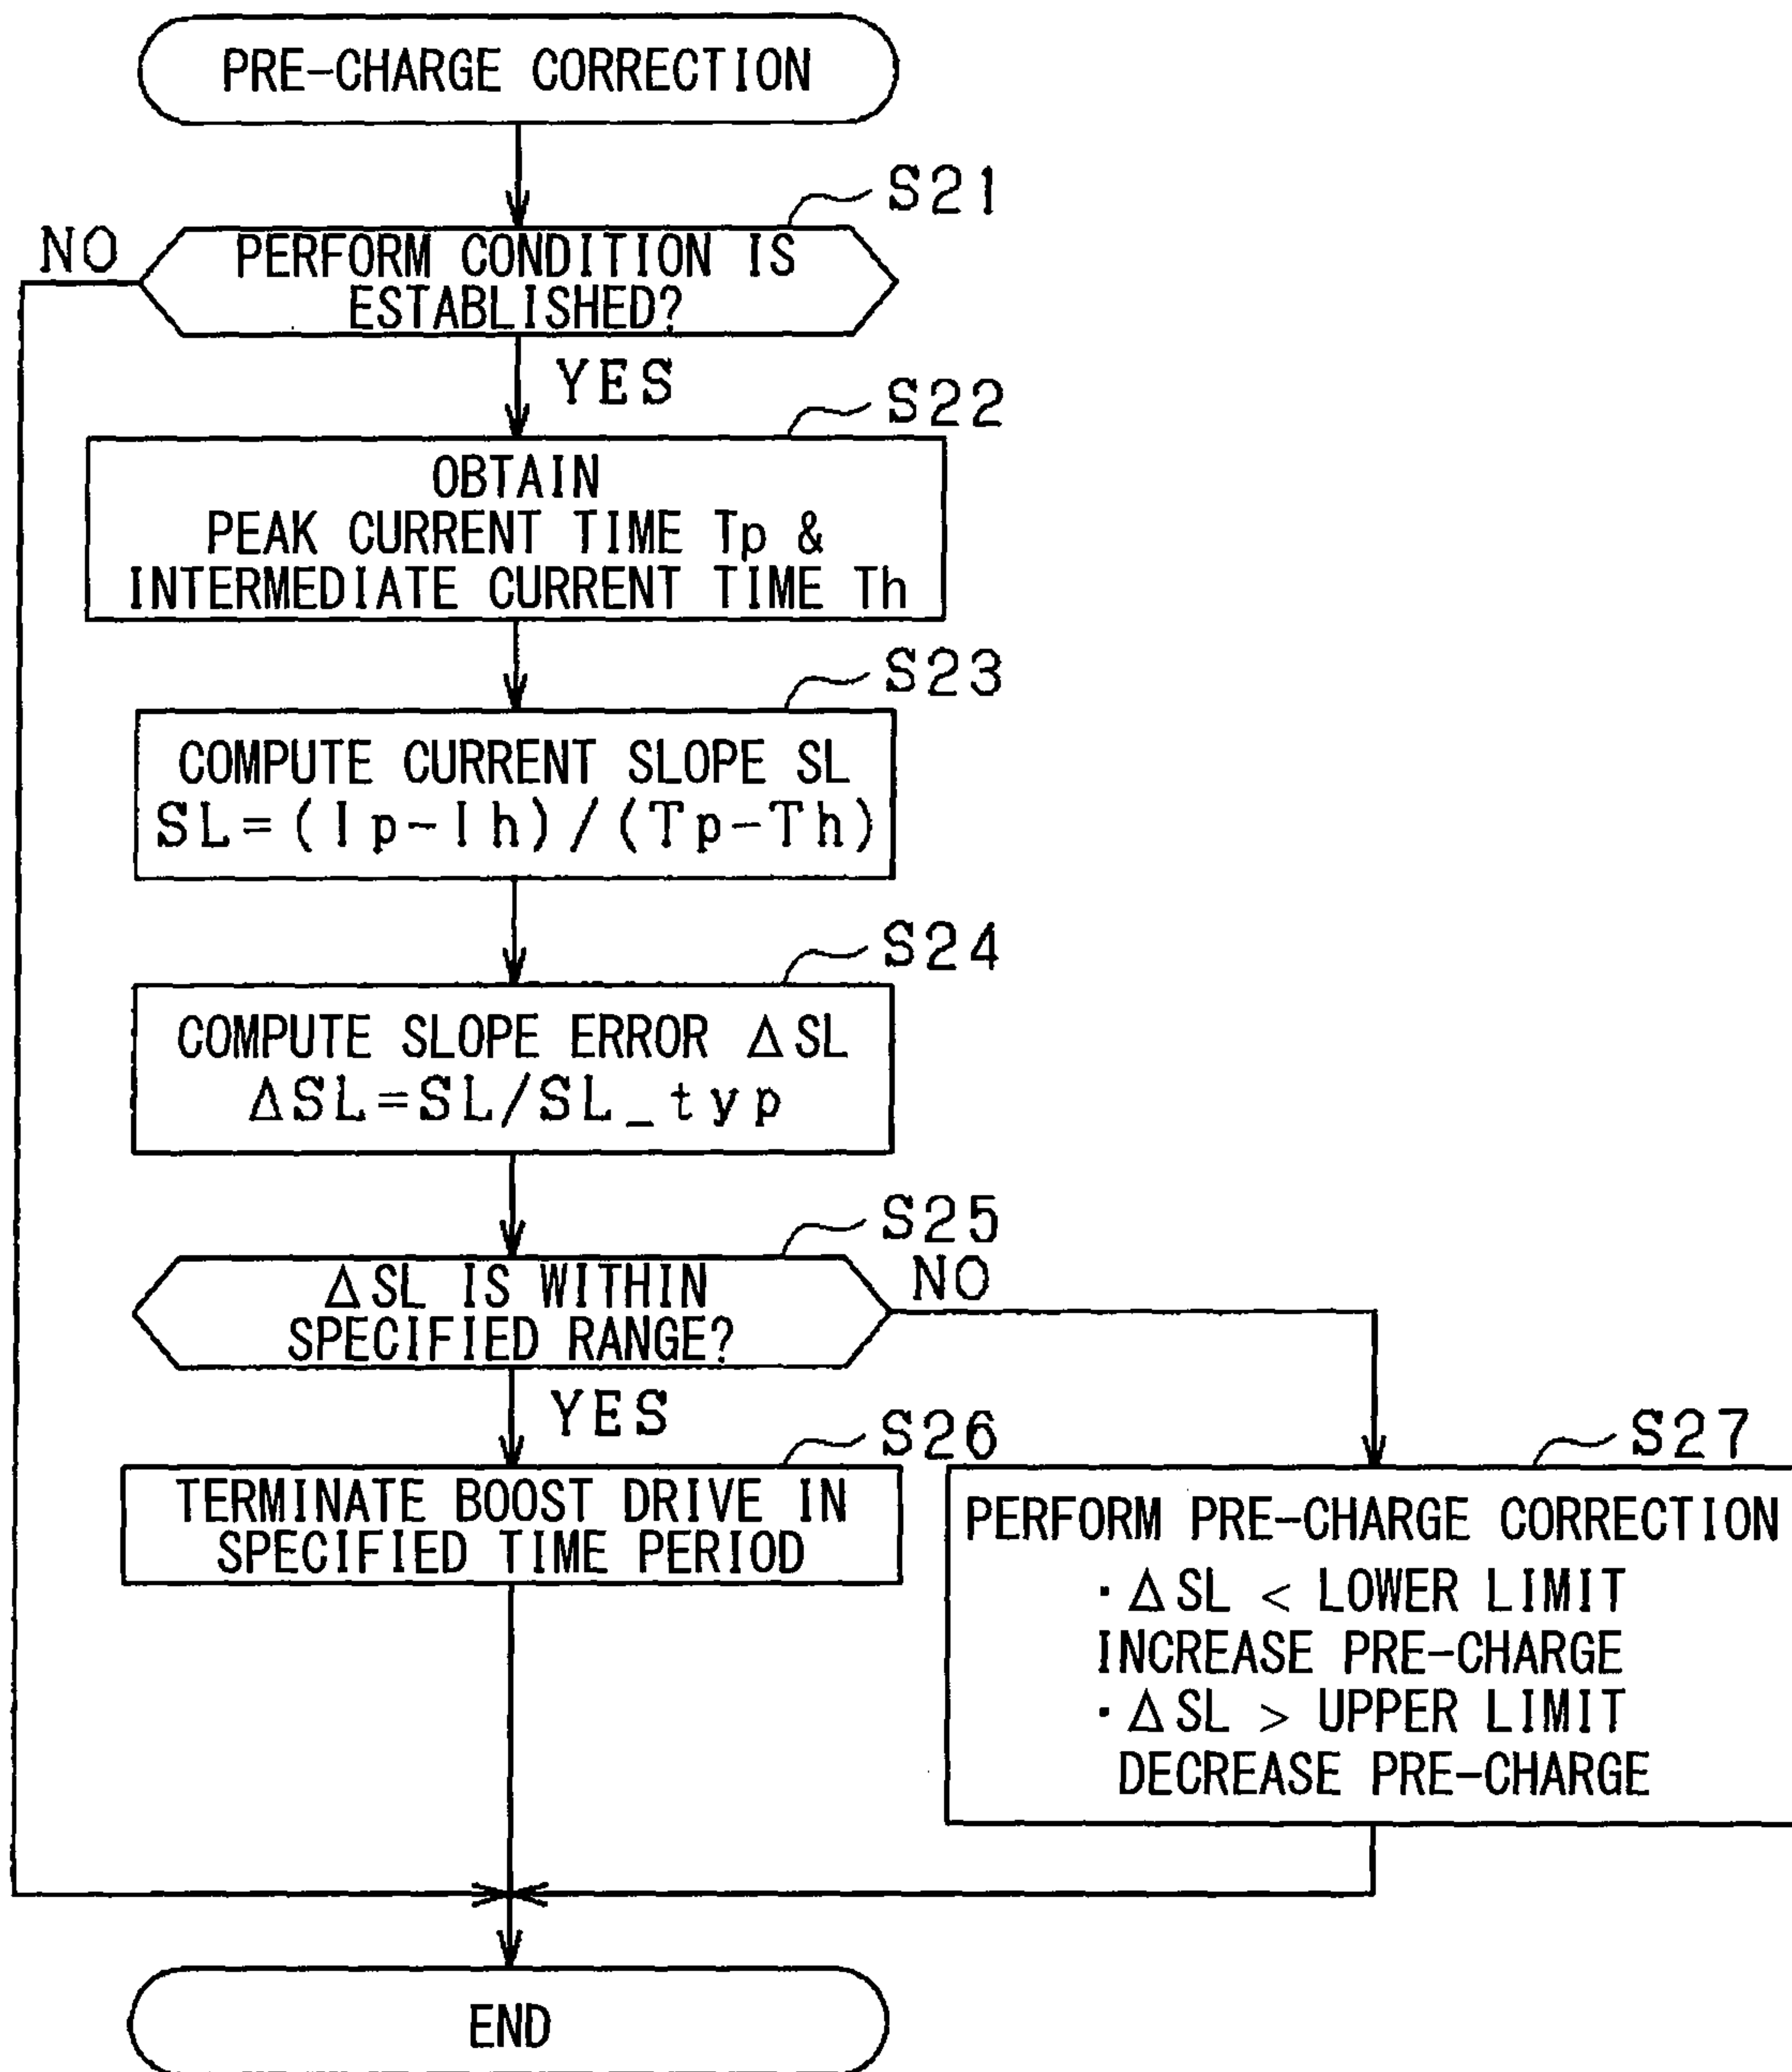 PRE-CHARGE CORRECTION
S21
NO
PERFORM CONDITION IS
ESTABLISHED?
YES
S22
OBTAIN
PEAK CURRENT TIME Tp &
INTERMEDIATE CURRENT TIME Th
S23
COMPUTE CURRENT SLOPE SL
SL=(Ip-Ih)/(Tp-Th)
S24
COMPUTE SLOPE ERROR ΔSL
ΔSL=SL/SL_typ
S25
ΔSL IS WITHIN
SPECIFIED RANGE?
NO
YES
S26
TERMINATE BOOST DRIVE IN
SPECIFIED TIME PERIOD
S27
PERFORM PRE-CHARGE CORRECTION
・ΔSL < LOWER LIMIT
INCREASE PRE-CHARGE
・ΔSL > UPPER LIMIT
DECREASE PRE-CHARGE
END